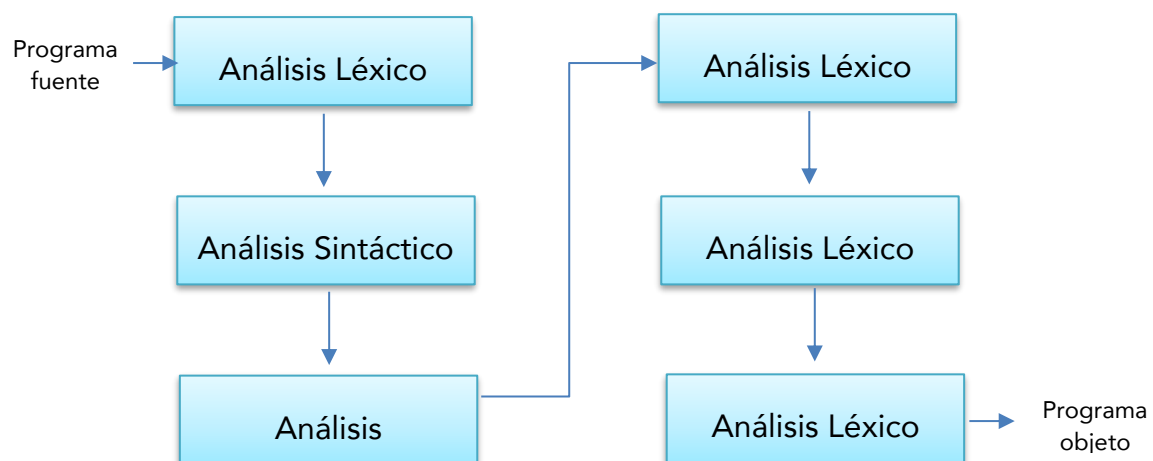 Programa
fuente
Análisis Léxico
Análisis Sintáctico
Análisis
Análisis Léxico
Análisis Léxico
Análisis Léxico
Programa
objeto